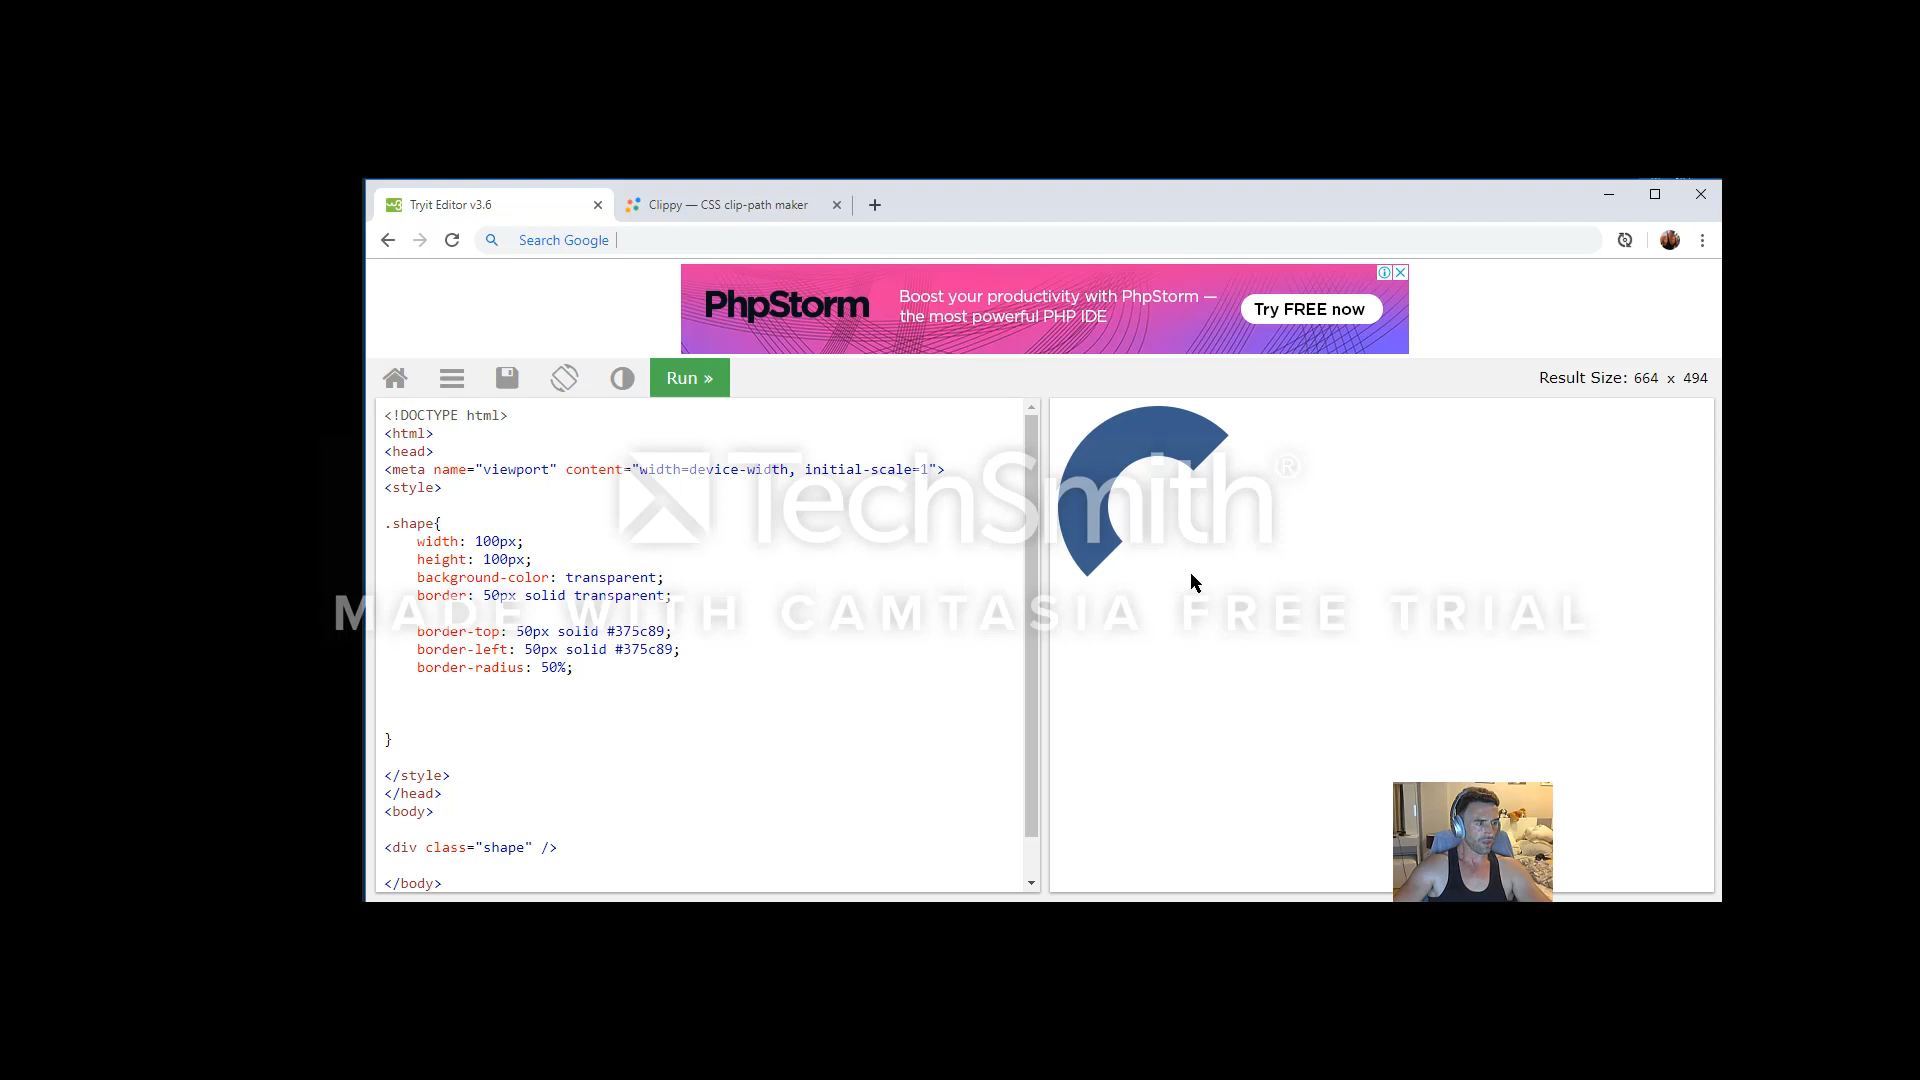 Tryit Editor v3.6
Clippy — CSS clip-path maker
Search Google
PhpStorm
Boost your productivity with PhpStorm —
the most powerful PHP IDE
Try FREE now
Run »
Result Size: 664 x 494
<!DOCTYPE html>
<html>
<head>
<meta name="viewport" content="width=device-width, initial-scale=1">
<style>
.shape{
width: 100px;
height: 100px;
background-color: transparent;
border: 50px solid transparent;
border-top: 50px solid #375c89;
border-left: 50px solid #375c89;
border-radius: 50%;
}
</style>
</head>
<body>
<div class="shape" />
</body>
TechSmith®
MADE WITH CAMTASIA FREE TRIAL